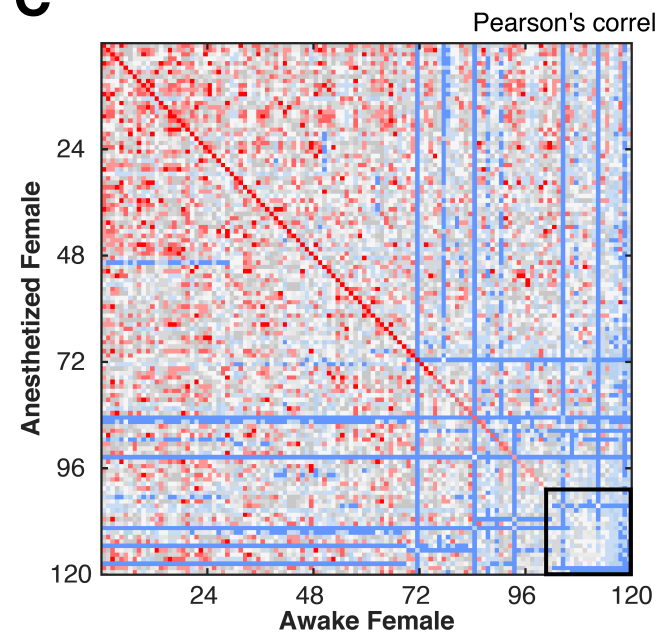 C
Pearson's correl
24
48
72
96
120
Anesthetized Female
24 48 72 96 120
Awake Female